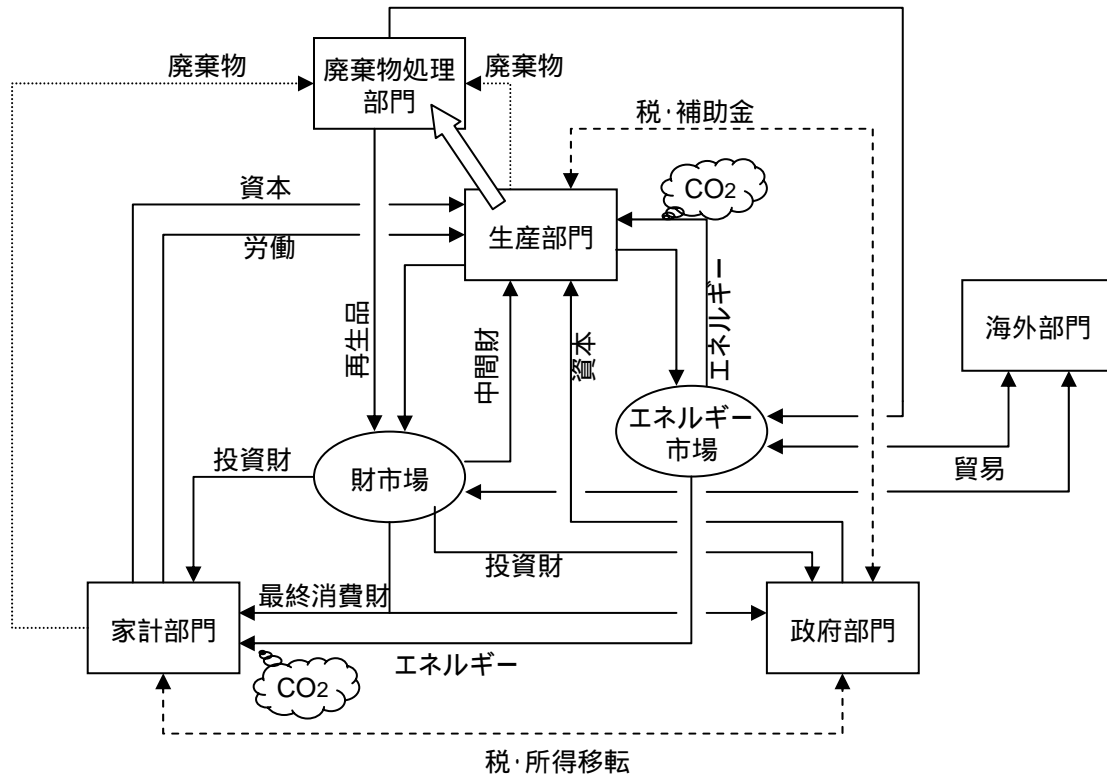 廃棄物
廃棄物処理
部門
廃棄物
税・補助金
CO2
資本
労働
生産部門
エネルギー
海外部門
再生品
中間財
資本
エネルギー
市場
投資財
財市場
貿易
投資財
最終消費財
家計部門
政府部門
エネルギー
CO2
税・所得移転